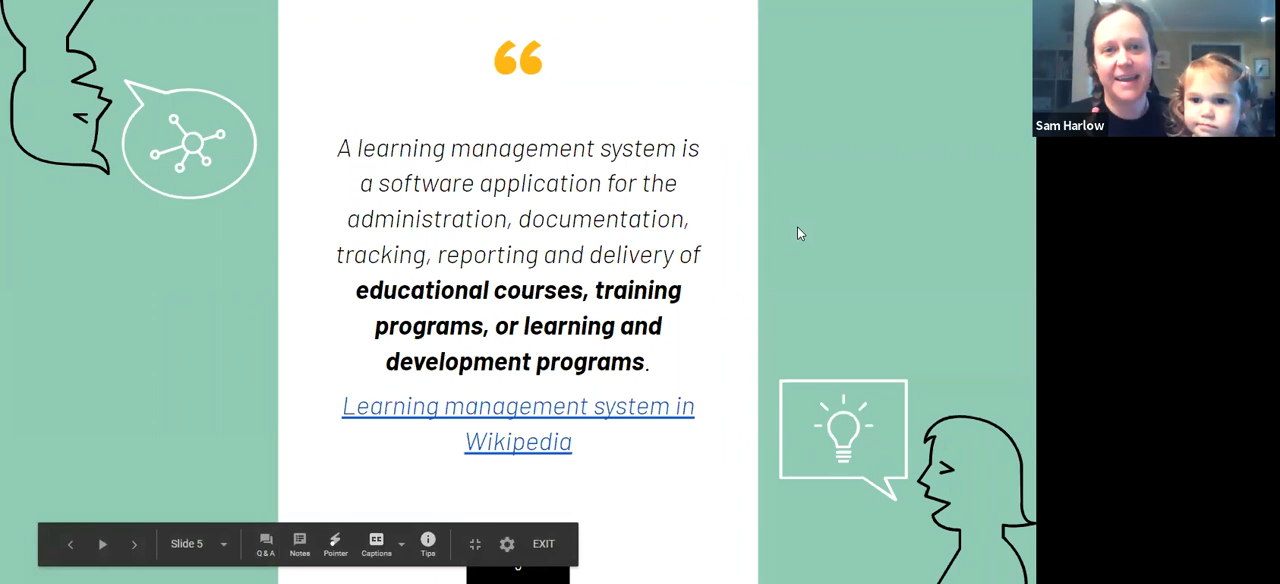 “
A learning management system is
a software application for the
administration, documentation,
tracking, reporting and delivery of
educational courses, training
programs, or learning and
development programs.
Learning management system in
Wikipedia
Sam Harlow
Slide 5
Q & A
Notes
Pointer
Captions
Tips
EXIT